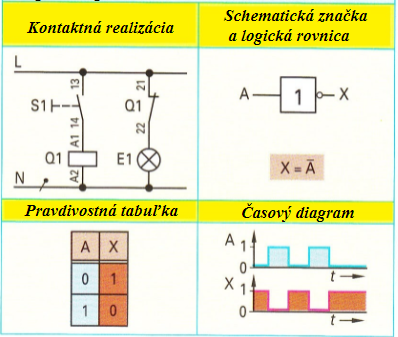 Kontaktná realizácia
L
13
21
S1
Q1
14
22
A1
Q1
E1
A2
N
Schematická značka
a logická rovnica
A
1
X
X = A̅
Pravdivostná tabuľka
A X
0 1
1 0
Časový diagram
A
1
0
t
X
1
0
t